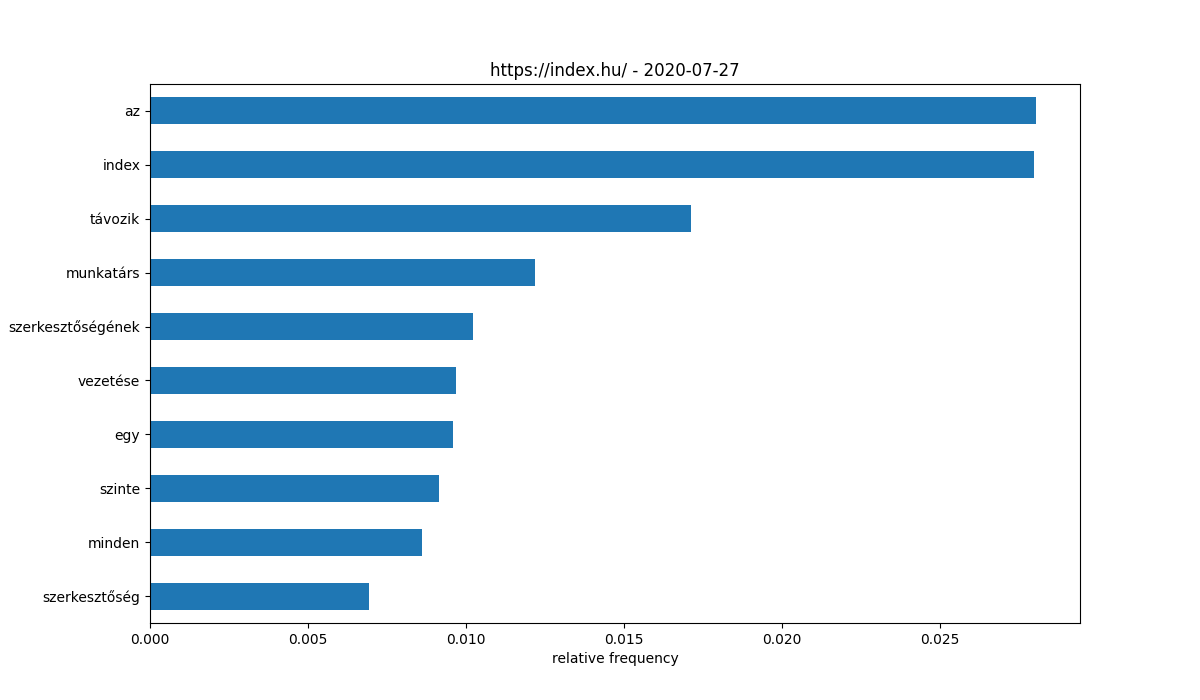 https://index.hu/ - 2020-07-27
az
index
távozik
munkatárs
szerkesztőségének
vezetése
egy
szinte
minden
szerkesztőség
0.000 0.005 0.010 0.015 0.020 0.025
relative frequency